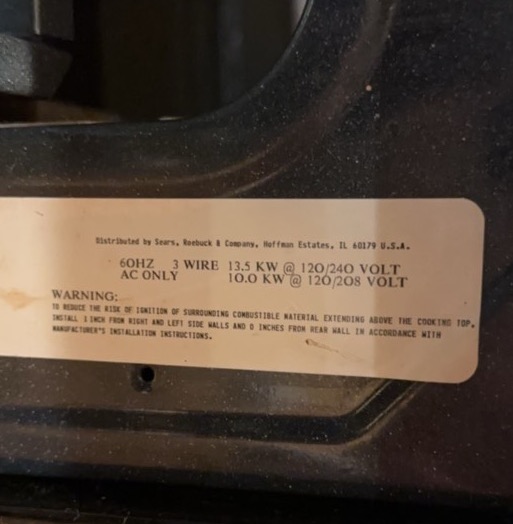 Distributed by Sears, Roebuck & Company, Hoffman Estates, IL 60179 U.S.A.
60HZ 3 WIRE 13.5 KW @ 120/240 VOLT
AC ONLY 10.0 KW @ 120/208 VOLT
WARNING:
TO REDUCE THE RISK OF IGNITION OF SURROUNDING COMBUSTIBLE MATERIAL EXTENDING ABOVE THE COOKING TOP,
INSTALL INCH FROM RIGHT AND LEFT SIDE WALLS AND 0 INCHES FROM REAR WALL IN ACCORDANCE WITH
MANUFACTURER'S INSTALLATION INSTRUCTIONS.